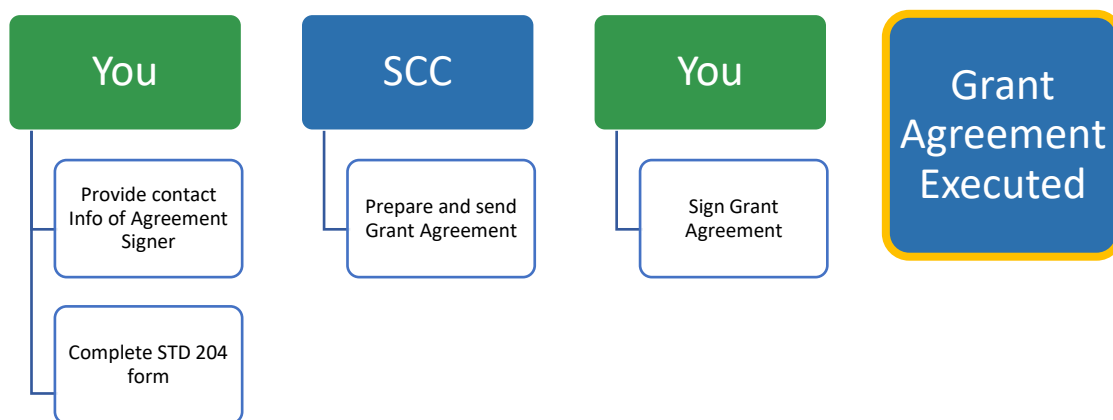 You
Provide contact
Info of Agreement
Signer
Complete STD 204
form
SCC
Prepare and send
Grant Agreement
You
Sign Grant
Agreement
Grant
Agreement
Executed